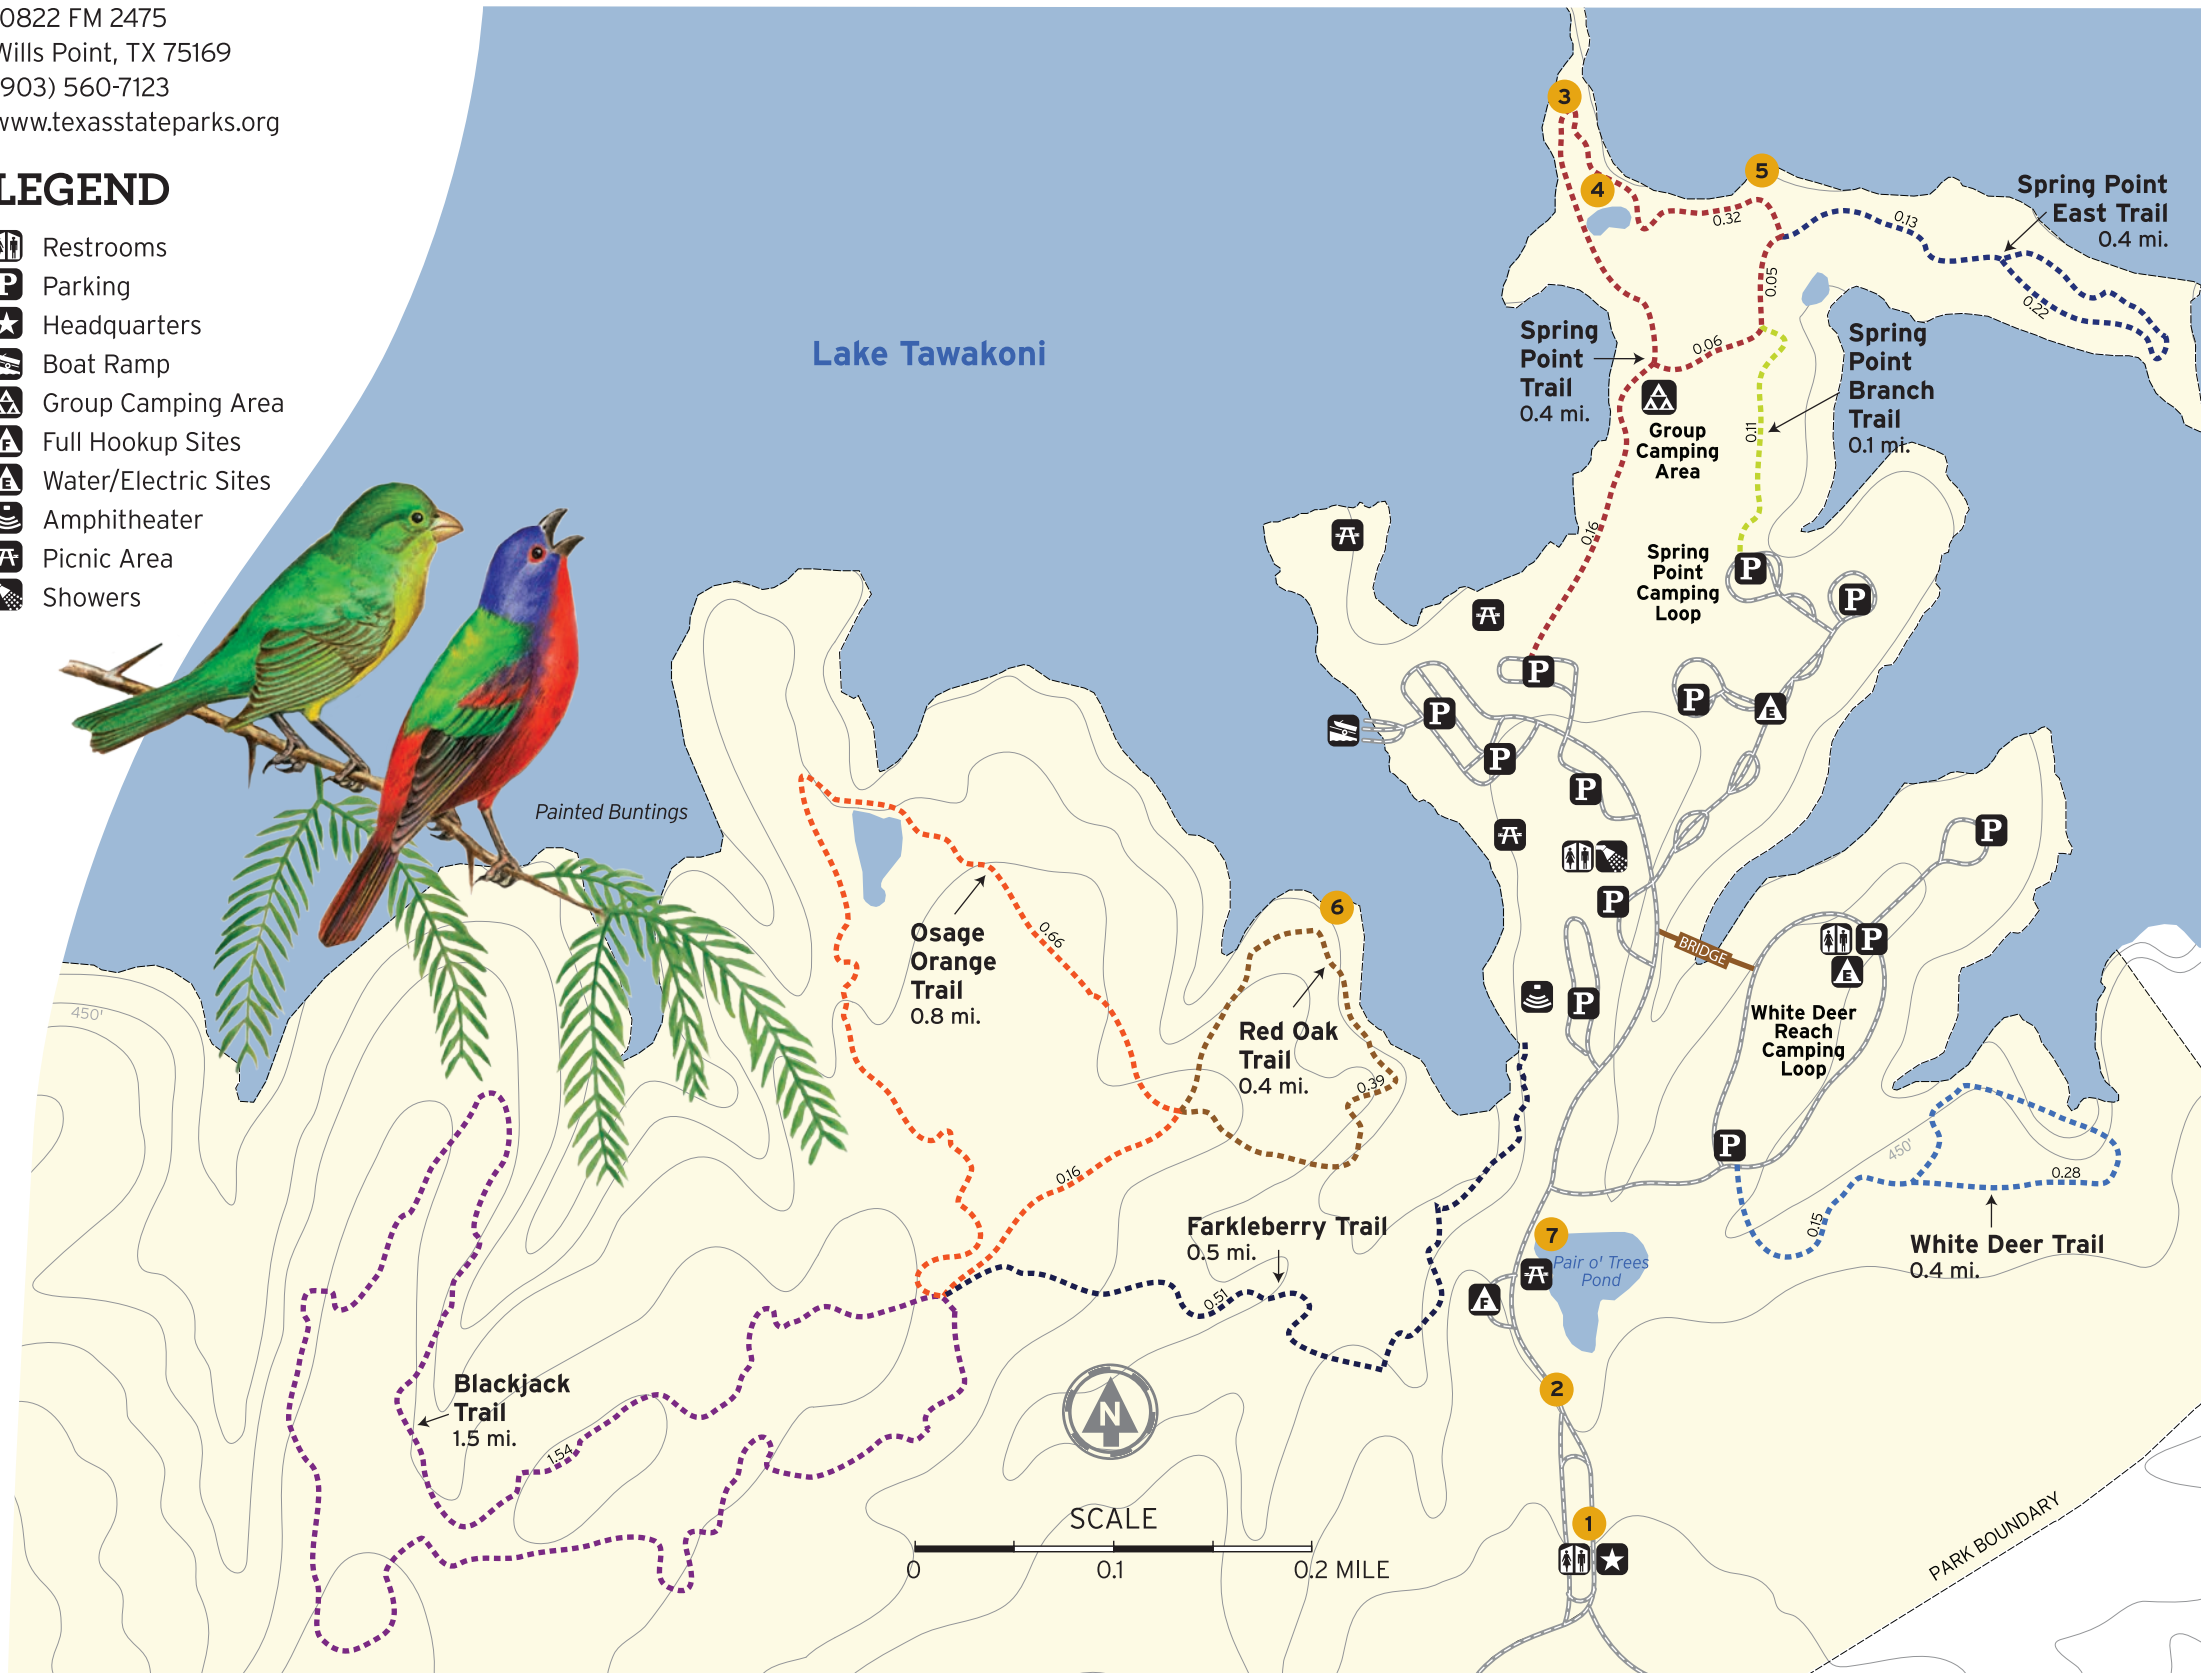 0822 FM 2475
Wills Point, TX 75169
903) 560-7123
www.texasstateparks.org
LEGEND
Restrooms
P Parking
Headquarters
Boat Ramp
Group Camping Area
F Full Hookup Sites
E Water/Electric Sites
Amphitheater
Picnic Area
Showers
Painted Buntings
Lake Tawakoni
3
4
5
0.32
0.13
Spring Point
East Trail
0.4 mi.
0.22
0.05
0.06
Spring
Point
Trail
0.4 mi.
Spring
Point
Branch
Trail
0.1 mi.
0.11
Group
Camping
Area
0.16
Spring
Point
Camping
Loop
P
P
P
P
E
P
P
P
P
P
BRIDGE
P
P
E
White Deer
Reach
Camping
Loop
P
P
450'
0.28
0.15
White Deer Trail
0.4 mi.
6
Osage
Orange
Trail
0.8 mi.
0.66
Red Oak
Trail
0.4 mi.
0.39
0.16
450'
Farkleberry Trail
0.5 mi.
0.51
7
Pair o' Trees
Pond
F
2
1
Blackjack
Trail
1.5 mi.
1.54
N
SCALE
0 0.1 0.2 MILE
PARK BOUNDARY